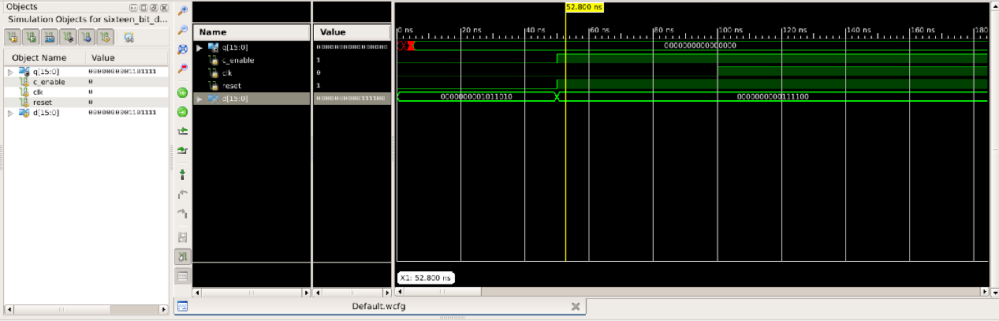 Objects
Simulation Objects for sixteen_bit_d...
Object Name Value
q[15:0] 0000000001101111
c_enable 0
clk 0
reset 0
d[15:0] 0000000001101111
Name Value
q[15:0] 0000000000000000
c_enable 1
clk 0
reset 1
d[15:0] 0000000000111100
52.800 ns
0 ns 20 ns 40 ns 60 ns 80 ns 100 ns 120 ns 140 ns 160 ns 180
0000000000000000
0000000001011010 0000000000111100
X1: 52.800 ns
Default.wcfg